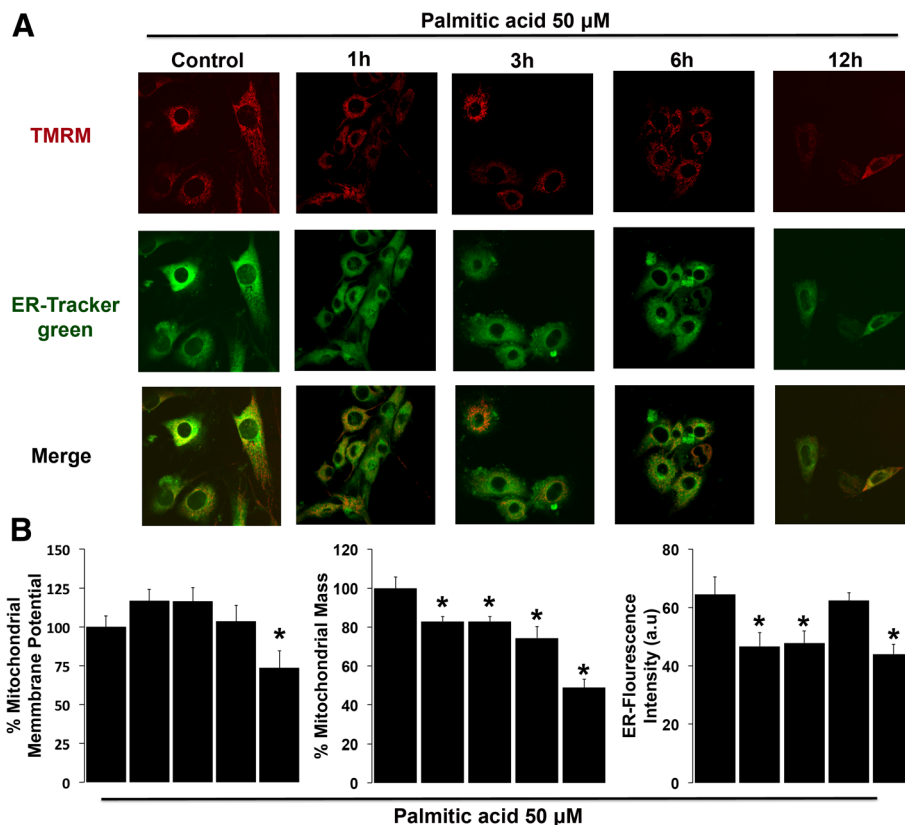 A
Palmitic acid 50 µM
Control 1h 3h 6h 12h
TMRM
ER-Tracker
green
Merge
B
% Mitochondrial
Memmbrane Potential
150
125
100
75
50
25
0
% Mitochondrial Mass
120
100
80
60
40
20
0
ER-Flourescence
Intensity (a.u)
80
60
40
20
0
*
* * * *
* * *
Palmitic acid 50 µM